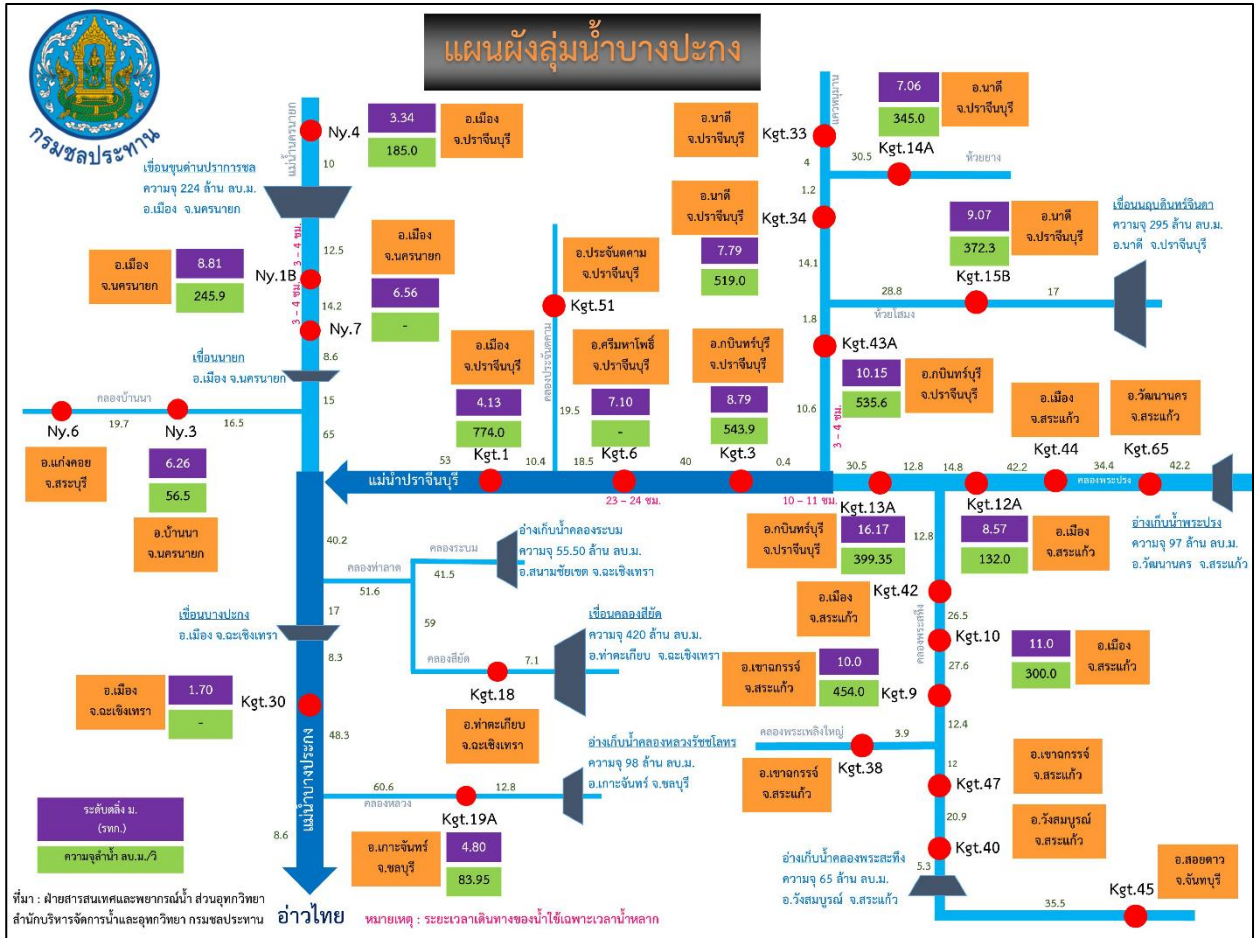 แผนผังลุ่มน้ำบางปะกง
กรมชลประทาน
แม่น้ำนครนายก
Ny.4
3.34
185.0
อ.เมือง
จ.ปราจีนบุรี
10
เขื่อนขุนด่านปราการชล
ความจุ 224 ล้าน ลบ.ม.
อ.เมือง จ.นครนายก
12.5
3 – 4 ชม.
อ.เมือง
จ.นครนายก
8.81
245.9
Ny.1B
14.2
3 – 4 ชม.
Ny.7
อ.เมือง
จ.นครนายก
6.56
-
8.6
เขื่อนนายก
อ.เมือง จ.นครนายก
15
คลองบ้านนา
Ny.6
19.7
Ny.3
16.5
65
อ.แก่งคอย
จ.สระบุรี
6.26
56.5
อ.บ้านนา
จ.นครนายก
แควหนุมาน
อ.นาดี
จ.ปราจีนบุรี
Kgt.33
4
7.06
345.0
อ.นาดี
จ.ปราจีนบุรี
30.5
Kgt.14A
ห้วยยาง
1.2
อ.นาดี
จ.ปราจีนบุรี
7.79
519.0
Kgt.34
14.1
9.07
372.3
อ.นาดี
จ.ปราจีนบุรี
Kgt.15B
28.8
17
ห้วยโสมง
เขื่อนนฤบดินทร์จินดา
ความจุ 295 ล้าน ลบ.ม.
อ.นาดี จ.ปราจีนบุรี
1.8
Kgt.43A
10.15
535.6
อ.กบินทร์บุรี
จ.ปราจีนบุรี
10.6
3 – 4 ชม.
อ.ประจันตคาม
จ.ปราจีนบุรี
Kgt.51
คลองประจันตคาม
19.5
อ.เมือง
จ.ปราจีนบุรี
4.13
774.0
Kgt.1
อ.ศรีมหาโพธิ์
จ.ปราจีนบุรี
7.10
-
Kgt.6
อ.กบินทร์บุรี
จ.ปราจีนบุรี
8.79
543.9
Kgt.3
53
10.4
18.5
40
0.4
แม่น้ำปราจีนบุรี
23 – 24 ชม.
10 – 11 ชม.
อ.เมือง
จ.สระแก้ว
Kgt.44
อ.วัฒนานคร
จ.สระแก้ว
Kgt.65
30.5
12.8
14.8
42.2
34.4
42.2
คลองพระปรง
Kgt.13A
อ.กบินทร์บุรี
จ.ปราจีนบุรี
16.17
399.35
Kgt.12A
8.57
132.0
อ.เมือง
จ.สระแก้ว
อ่างเก็บน้ำพระปรง
ความจุ 97 ล้าน ลบ.ม.
อ.วัฒนานคร จ.สระแก้ว
12.8
อ.เมือง
จ.สระแก้ว
Kgt.42
คลองพระสทึง
26.5
Kgt.10
11.0
300.0
อ.เมือง
จ.สระแก้ว
27.6
อ.เขาฉกรรจ์
จ.สระแก้ว
10.0
454.0
Kgt.9
12.4
คลองพระเพลิงใหญ่
3.9
Kgt.38
อ.เขาฉกรรจ์
จ.สระแก้ว
12
Kgt.47
อ.เขาฉกรรจ์
จ.สระแก้ว
20.9
Kgt.40
อ.วังสมบูรณ์
จ.สระแก้ว
5.3
อ่างเก็บน้ำคลองพระสะทึง
ความจุ 65 ล้าน ลบ.ม.
อ.วังสมบูรณ์ จ.สระแก้ว
อ.สอยดาว
จ.จันทบุรี
35.5
Kgt.45
40.2
คลองท่าลาด
51.6
คลองระบม
41.5
อ่างเก็บน้ำคลองระบม
ความจุ 55.50 ล้าน ลบ.ม.
อ.สนามชัยเขต จ.ฉะเชิงเทรา
59
คลองสียัด
7.1
Kgt.18
อ.ท่าตะเกียบ
จ.ฉะเชิงเทรา
เขื่อนคลองสียัด
ความจุ 420 ล้าน ลบ.ม.
อ.ท่าตะเกียบ จ.ฉะเชิงเทรา
17
เขื่อนบางปะกง
อ.เมือง จ.ฉะเชิงเทรา
8.3
อ.เมือง
จ.ฉะเชิงเทรา
1.70
-
Kgt.30
48.3
แม่น้ำบางปะกง
60.6
12.8
คลองหลวง
Kgt.19A
อ.เกาะจันทร์
จ.ชลบุรี
4.80
83.95
อ่างเก็บน้ำคลองหลวงรัชชโลทร
ความจุ 98 ล้าน ลบ.ม.
อ.เกาะจันทร์ จ.ชลบุรี
8.6
ระดับตลิ่ง ม.
(รทก.)
ความจุลำน้ำ ลบ.ม./วิ
ที่มา : ฝ่ายสารสนเทศและพยากรณ์น้ำ ส่วนอุทกวิทยา
สำนักบริหารจัดการน้ำและอุทกวิทยา กรมชลประทาน
อ่าวไทย
หมายเหตุ : ระยะเวลาเดินทางของน้ำใช้เฉพาะเวลาน้ำหลาก